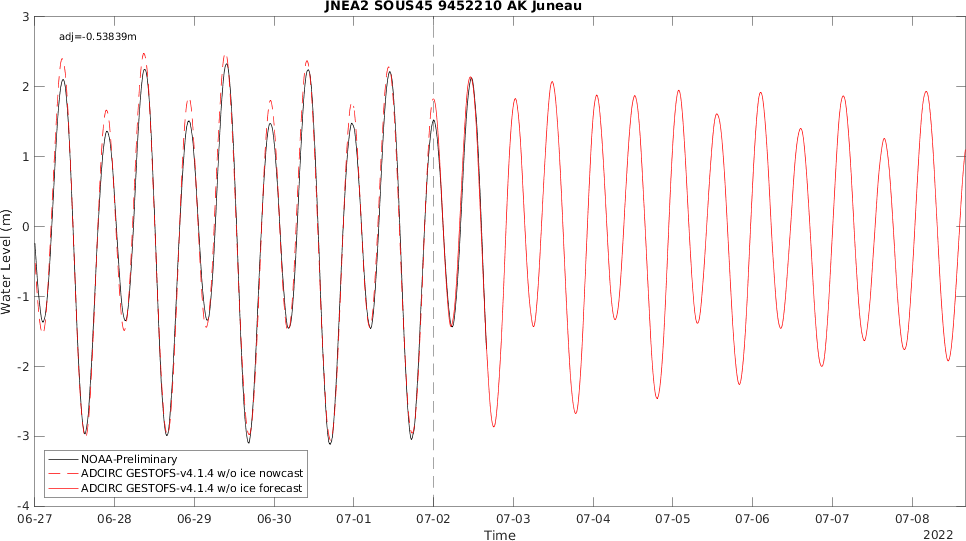 JNEA2 SOUS45 9452210 AK Juneau
adj=-0.53839m
3
2
1
0
-1
-2
-3
-4
Water Level (m)
NOAA-Preliminary
ADCIRC GESTOFS-v4.1.4 w/o ice nowcast
ADCIRC GESTOFS-v4.1.4 w/o ice forecast
06-27 06-28 06-29 06-30 07-01 07-02 07-03 07-04 07-05 07-06 07-07 07-08
Time
2022